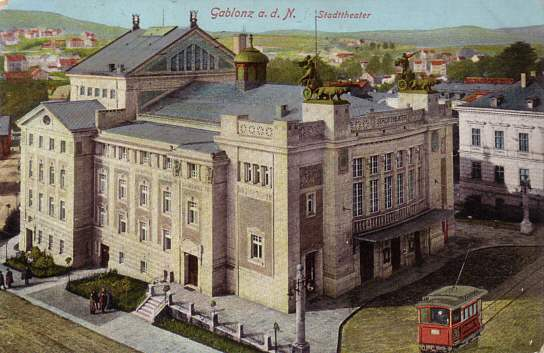 Gablonz a. d. N. Stadttheater